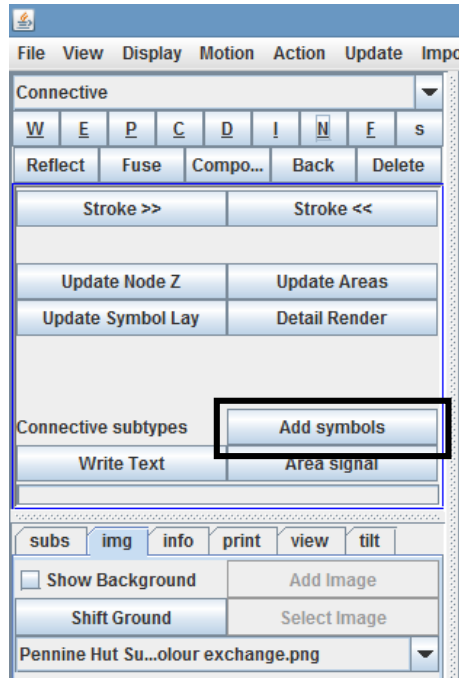 File View Display Motion Action Update Impo
Connective
W E P C D I N F s
Reflect Fuse Compo... Back Delete
Stroke >> Stroke <<
Update Node Z Update Areas
Update Symbol Lay Detail Render
Connective subtypes Add symbols
Write Text Area signal
subs img info print view tilt
Show Background Add Image
Shift Ground Select Image
Pennine Hut Su...olour exchange.png